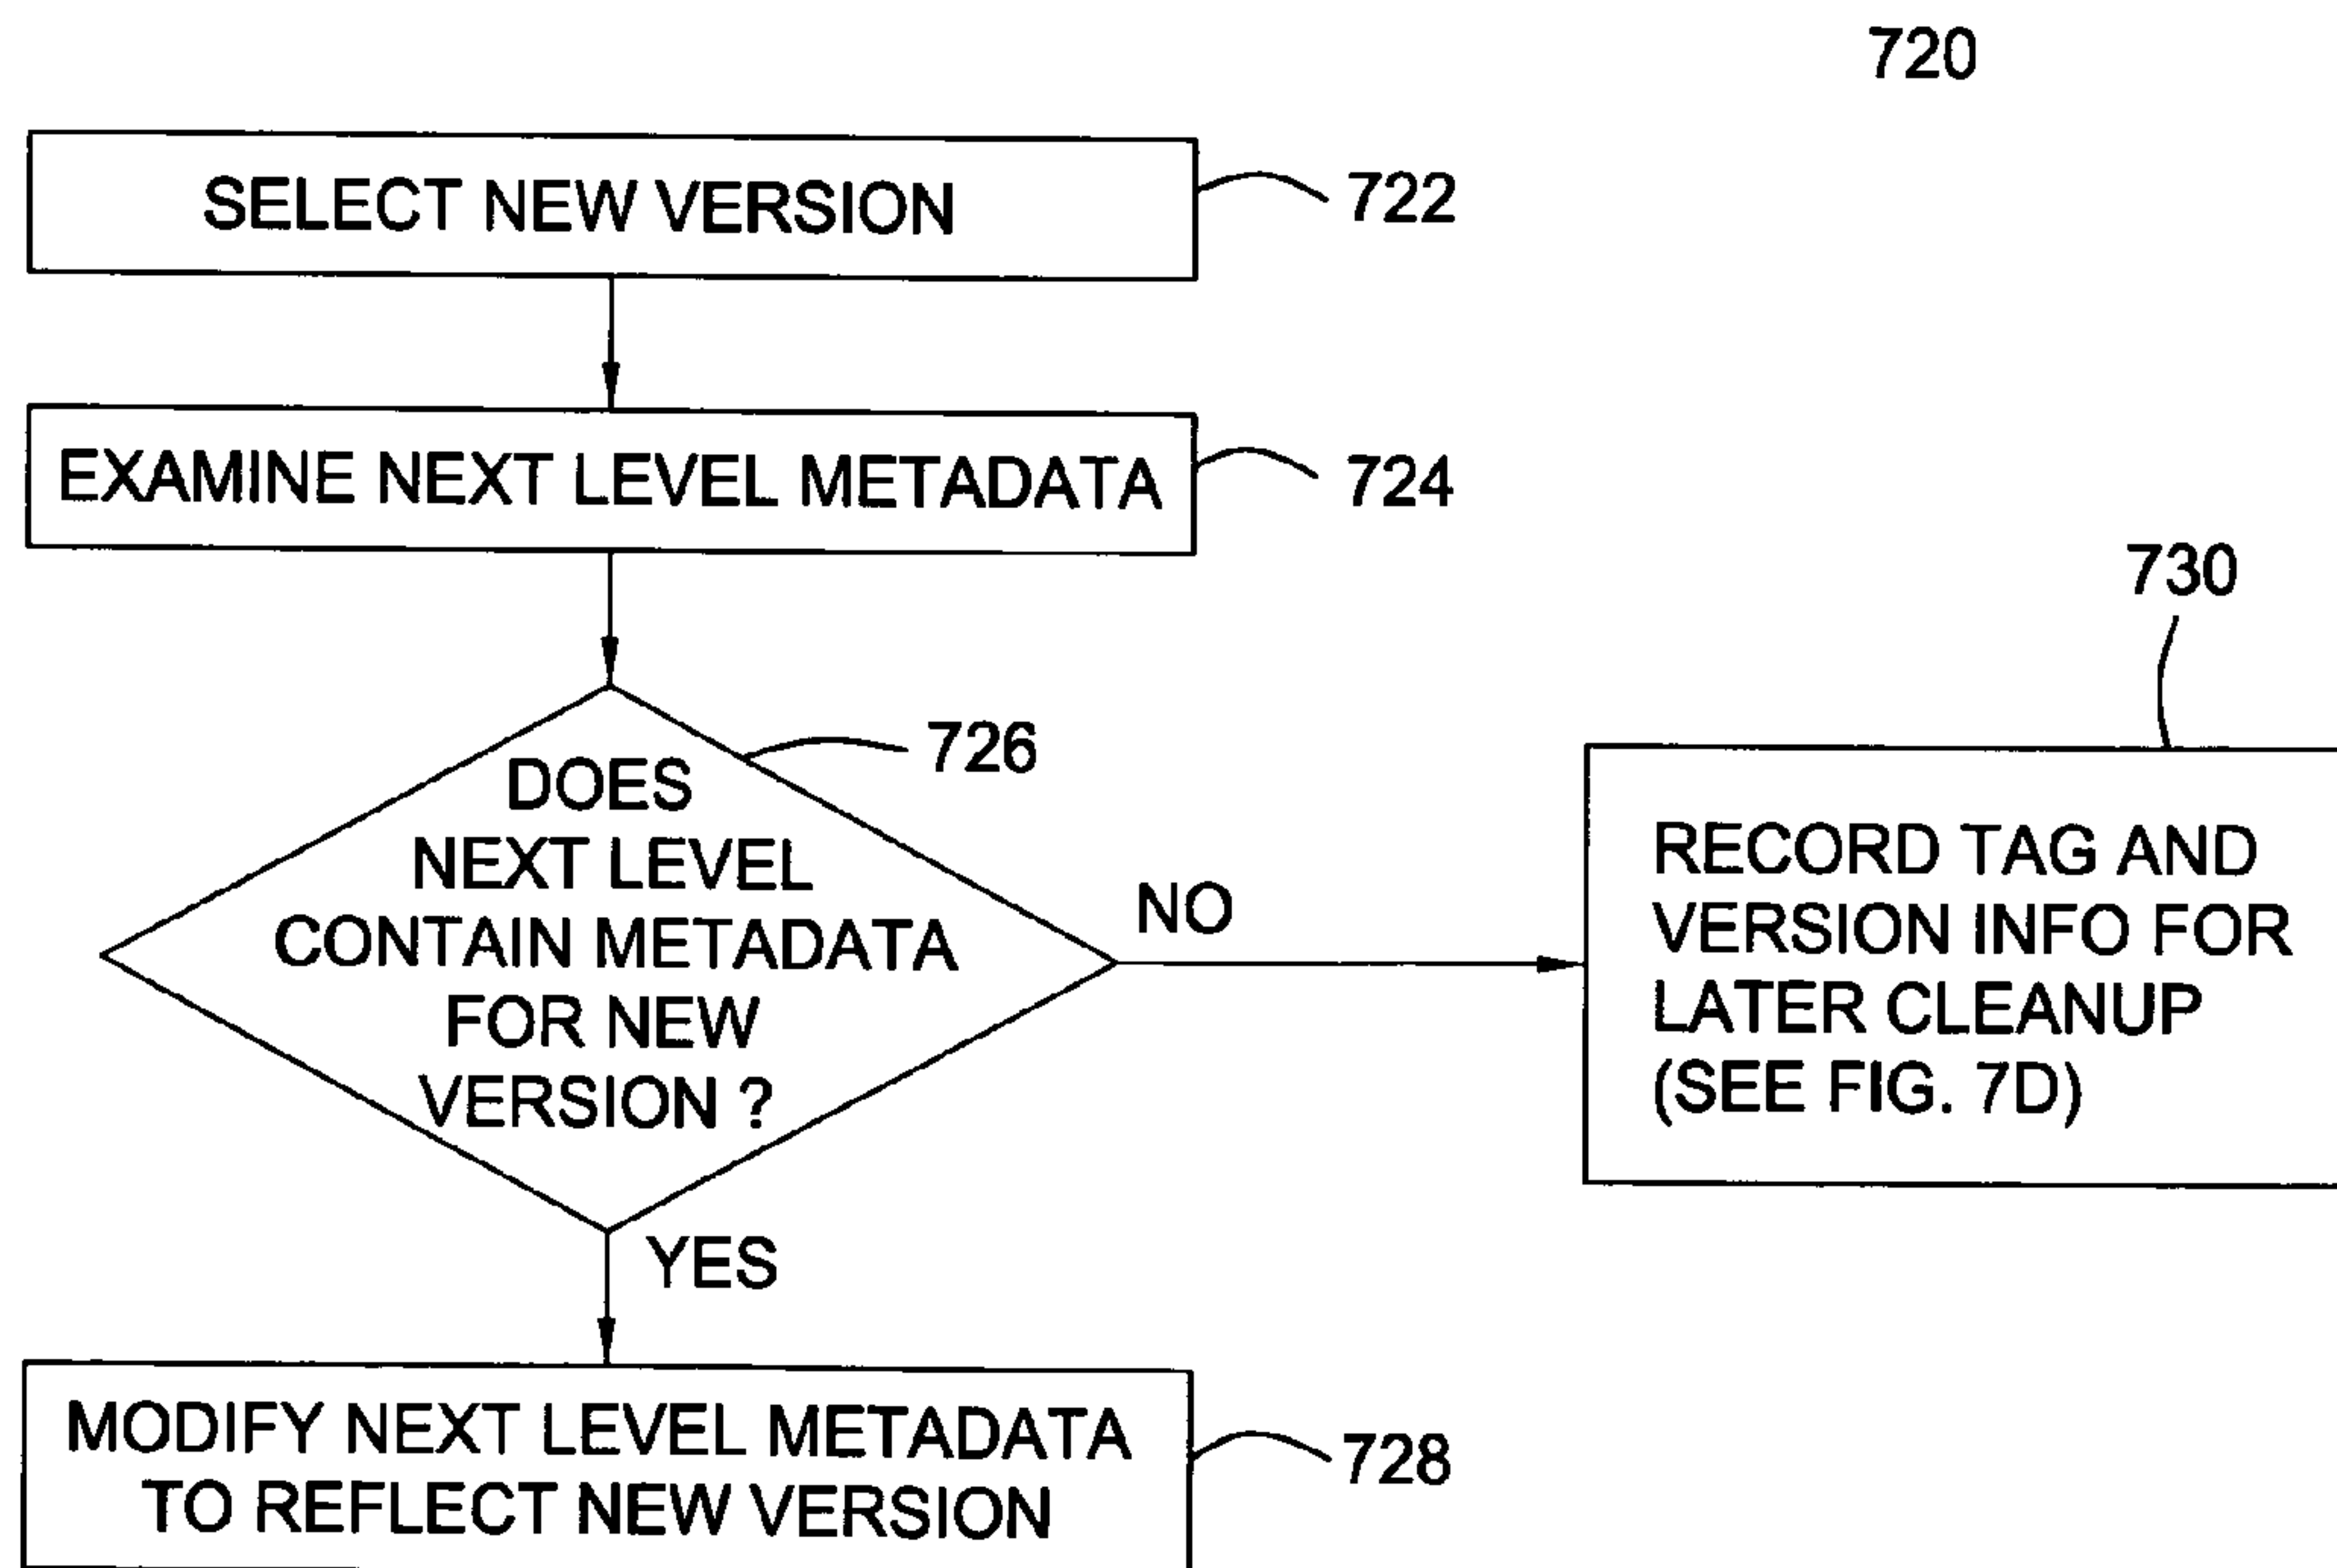 720
SELECT NEW VERSION
722
EXAMINE NEXT LEVEL METADATA
724
730
726
DOES
NEXT LEVEL
CONTAIN METADATA
FOR NEW
VERSION ?
NO
RECORD TAG AND
VERSION INFO FOR
LATER CLEANUP
(SEE FIG. 7D)
YES
MODIFY NEXT LEVEL METADATA
TO REFLECT NEW VERSION
728